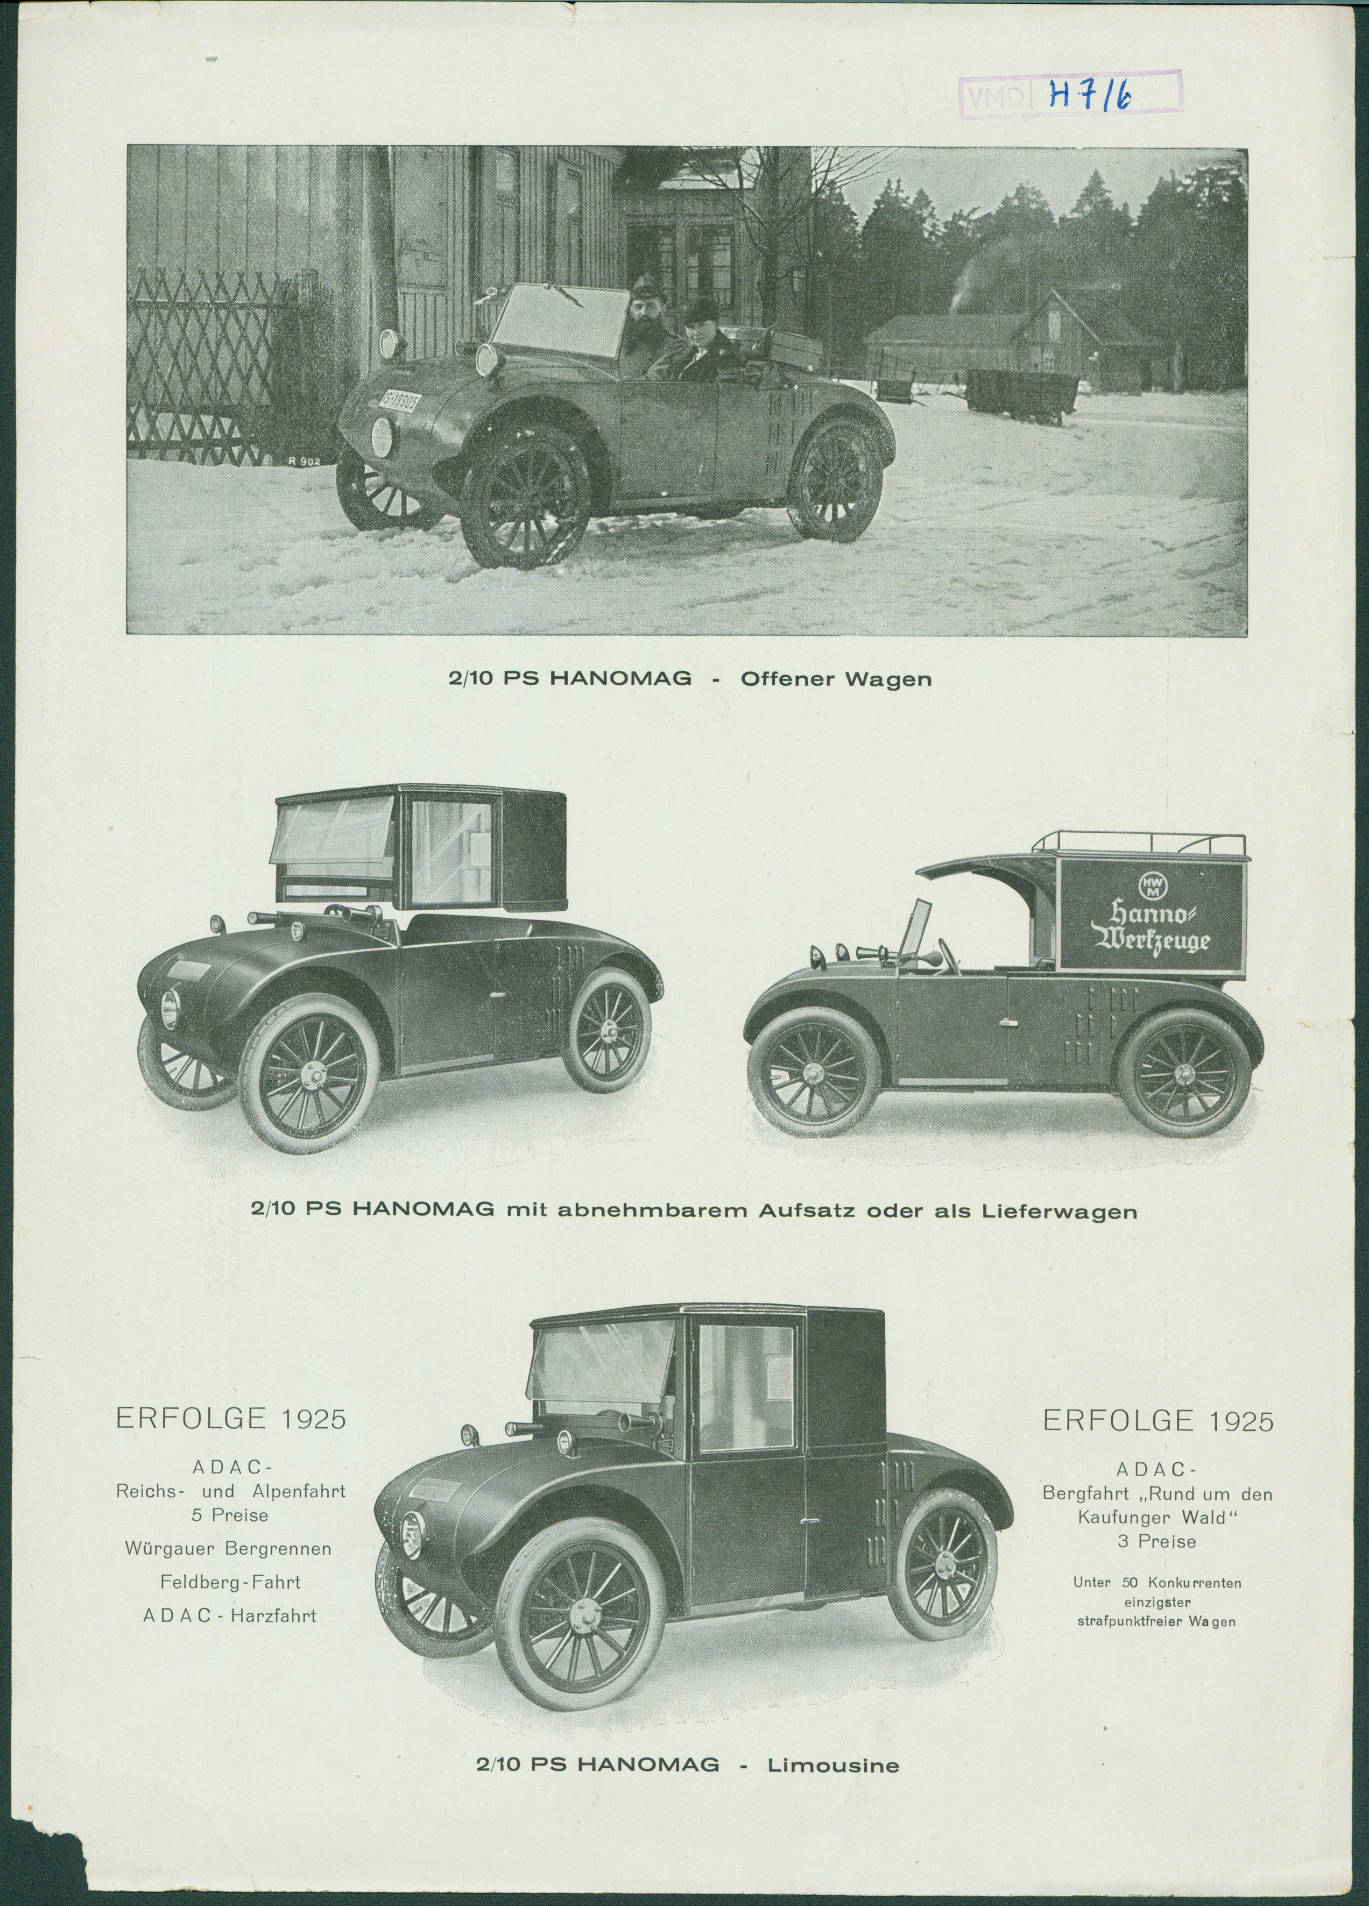 VMD H 7/6
IS-19305
R 902
2/10 PS HANOMAG - Offener Wagen
HWM
Hanno=
Werkzeuge
2/10 PS HANOMAG mit abnehmbarem Aufsatz oder als Lieferwagen
ERFOLGE 1925
ADAC-
Reichs- und Alpenfahrt
5 Preise
Würgauer Bergrennen
Feldberg-Fahrt
ADAC - Harzfahrt
ERFOLGE 1925
ADAC-
Bergfahrt „Rund um den
Kaufunger Wald“
3 Preise
Unter 50 Konkurrenten
einzigster
strafpunktfreier Wagen
2/10 PS HANOMAG - Limousine